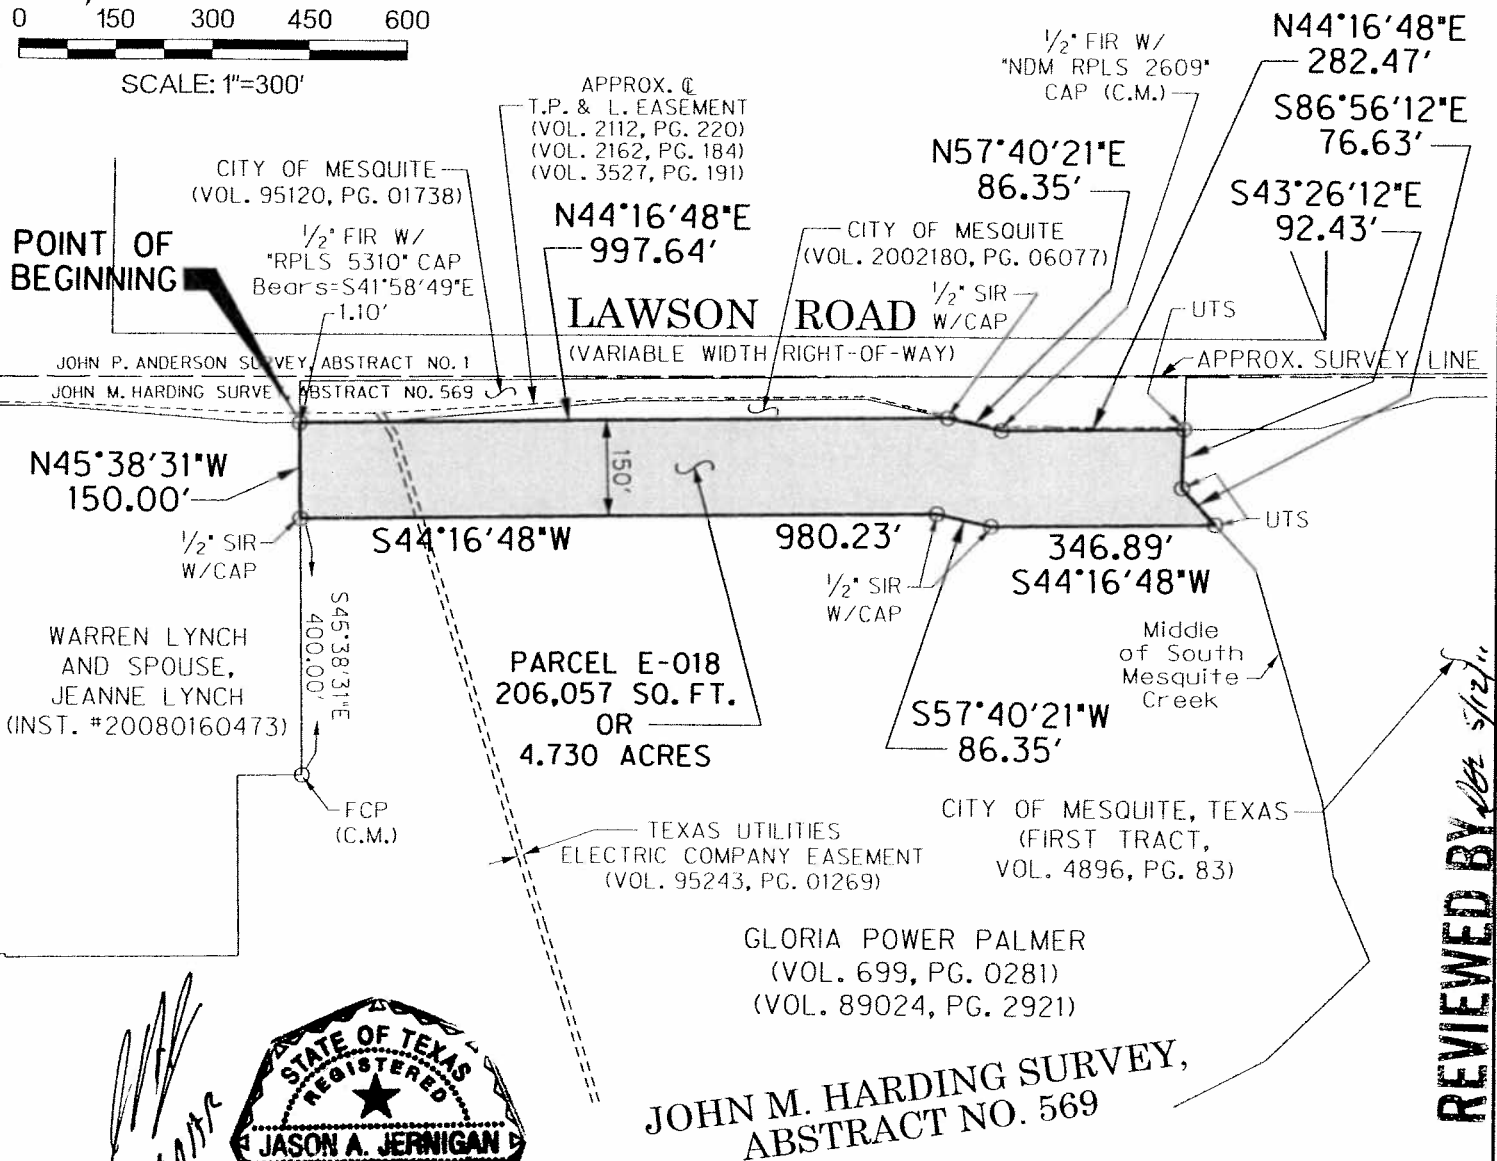 0 150 300 450 600
SCALE: 1"=300'
APPROX. ℄
T.P. & L. EASEMENT
(VOL. 2112, PG. 220)
(VOL. 2162, PG. 184)
(VOL. 3527, PG. 191)
1/2" FIR W/
"NDM RPLS 2609"
CAP (C.M.)
N44°16'48"E
282.47'
S86°56'12"E
76.63'
N57°40'21"E
86.35'
S43°26'12"E
92.43'
CITY OF MESQUITE
(VOL. 95120, PG. 01738)
POINT OF
BEGINNING
1/2" FIR W/
"RPLS 5310" CAP
Bears=S41°58'49"E
1.10'
N44°16'48"E
997.64'
CITY OF MESQUITE
(VOL. 2002180, PG. 06077)
LAWSON ROAD
(VARIABLE WIDTH RIGHT-OF-WAY)
1/2" SIR
W/CAP
UTS
APPROX. SURVEY LINE
JOHN P. ANDERSON SURVEY, ABSTRACT NO. 1
JOHN M. HARDING SURVE ABSTRACT NO. 569
N45°38'31"W
150.00'
150'
1/2" SIR
W/CAP
S44°16'48"W
980.23'
1/2" SIR
W/CAP
346.89'
S44°16'48"W
UTS
S45°38'31"E
400.00'
WARREN LYNCH
AND SPOUSE,
JEANNE LYNCH
(INST. #20080160473)
PARCEL E-018
206,057 SQ. FT.
OR
4.730 ACRES
S57°40'21"W
86.35'
Middle
of South
Mesquite
Creek
FCP
(C.M.)
TEXAS UTILITIES
ELECTRIC COMPANY EASEMENT
(VOL. 95243, PG. 01269)
CITY OF MESQUITE, TEXAS
(FIRST TRACT,
VOL. 4896, PG. 83)
GLORIA POWER PALMER
(VOL. 699, PG. 0281)
(VOL. 89024, PG. 2921)
JOHN M. HARDING SURVEY,
ABSTRACT NO. 569
STATE OF TEXAS
REGISTERED
JASON A. JERNIGAN
REVIEWED BY